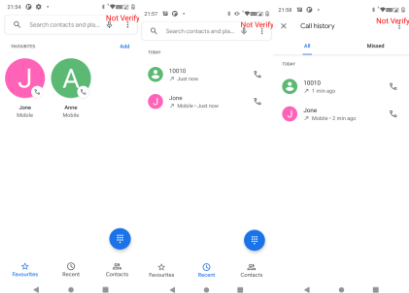 21:54
Not Verify
Search contacts and pla...
FAVOURITES
Add
J
A
Jone
Mobile
Anne
Mobile
Favourites
Recent
Contacts
21:57
Not Verify
Search contacts and pla...
TODAY
10010
Just now
J
Jone
Mobile • Just now
Favourites
Recent
Contacts
21:58
Not Verify
Call history
All
Missed
TODAY
10010
1 min ago
J
Jone
Mobile • 2 min ago